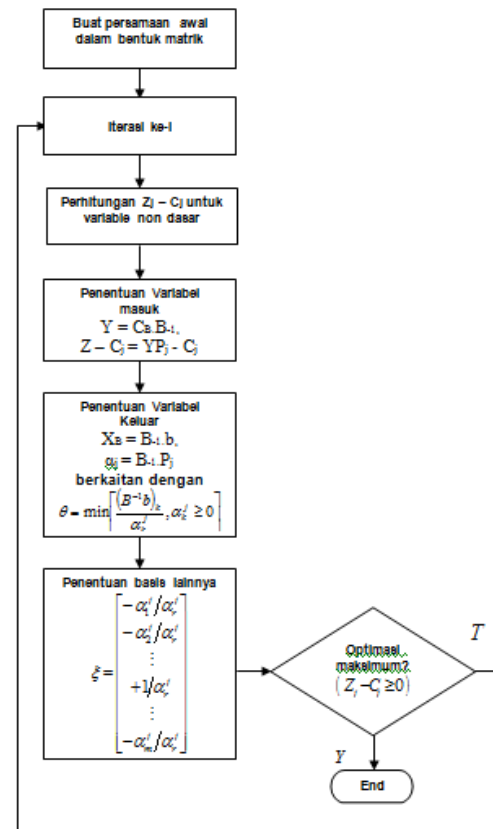 Buat persamaan awal
dalam bentuk matrik
Iterasi ke-I
Perhitungan Zj – Cj untuk
variable non dasar
Penentuan Variabel
masuk
Y = CB.B-1,
Z – Cj = YPj - Cj
Penentuan Variabel
Keluar
XB = B-1.b,
αj = B-1.Pj
berkaitan dengan
θ = min[(B⁻¹b)ₖ/αᵣʲ, αₖʲ ≥ 0]
Penentuan basis lainnya
ξ = [
-α₁ʲ/αᵣʲ
-α₂ʲ/αᵣʲ
⋮
+1/αᵣʲ
⋮
-αₘʲ/αᵣʲ
]
Optimasi
maksimum?
(Zj – Cj ≥0)
T
Y
End